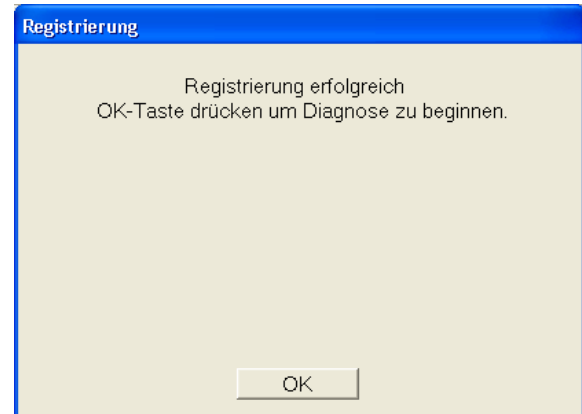 Registrierung
Registrierung erfolgreich
OK-Taste drücken um Diagnose zu beginnen.
OK